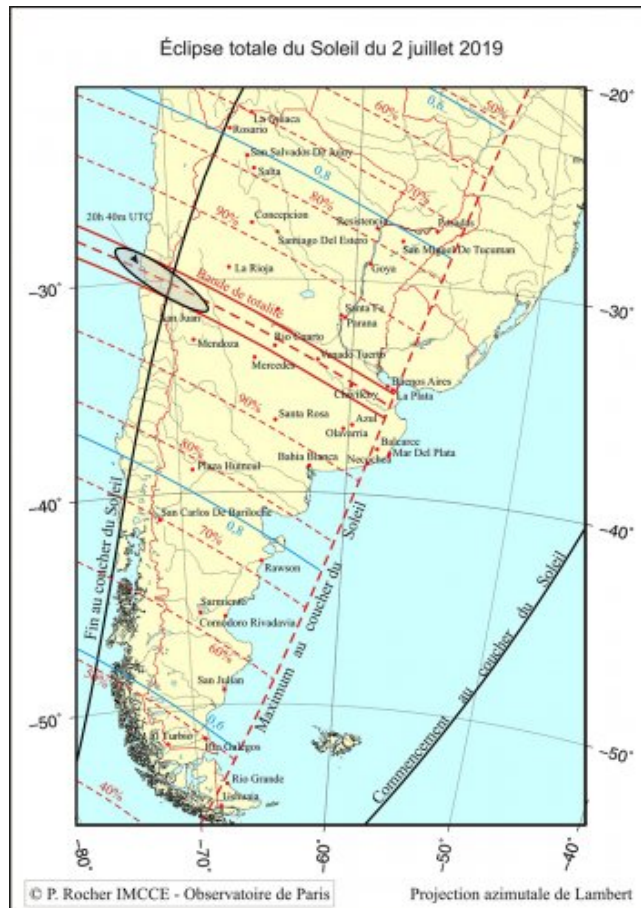 Éclipse totale du Soleil du 2 juillet 2019
−20°
60%
50%
0,6
La Quiaca
Rosario
San Salvados De Jujuy
0,8
Salta
80%
70%
90%
20h 40m UTC
Concepcion
Resistencia
Posadas
Santiago Del Estero
San Miguel De Tucuman
La Rioja
Goya
−30°
Bande de totalité
−30°
San Juan
Santa Fe
Parana
Rio Cuarto
Mendoza
Venado Tuerto
Mercedes
Buenos Aires
Chivilcoy
La Plata
90%
Santa Rosa
Azul
Olavarria
80%
Balcarce
Bahia Blanca
Necochea
Mar Del Plata
Plaza Huincul
−40°
0,8
San Carlos De Bariloche
70%
−40°
Fin au coucher du Soleil
Maximum au coucher du Soleil
Commencement au coucher du Soleil
Rawson
Sarmiento
Comodoro Rivadavia
60%
San Julian
50%
−50°
0,6
El Turbio
Rio Galegos
−50°
Rio Grande
40%
Ushuaia
−80°
−70°
−60°
−50°
−40°
© P. Rocher IMCCE - Observatoire de Paris
Projection azimutale de Lambert